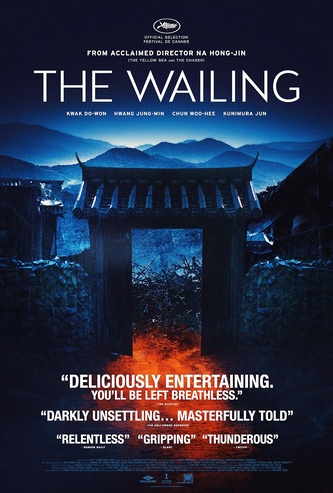 OFFICIAL SELECTION
FESTIVAL DE CANNES
FROM ACCLAIMED DIRECTOR NA HONG-JIN
(THE YELLOW SEA AND THE CHASER)
THE WAILING
KWAK DO-WON HWANG JUNG-MIN CHUN WOO-HEE KUNIMURA JUN
“DELICIOUSLY ENTERTAINING.
YOU'LL BE LEFT BREATHLESS.”
“DARKLY UNSETTLING... MASTERFULLY TOLD”
THE HOLLYWOOD REPORTER
“RELENTLESS” “GRIPPING” “THUNDEROUS”
SCREEN DAILY